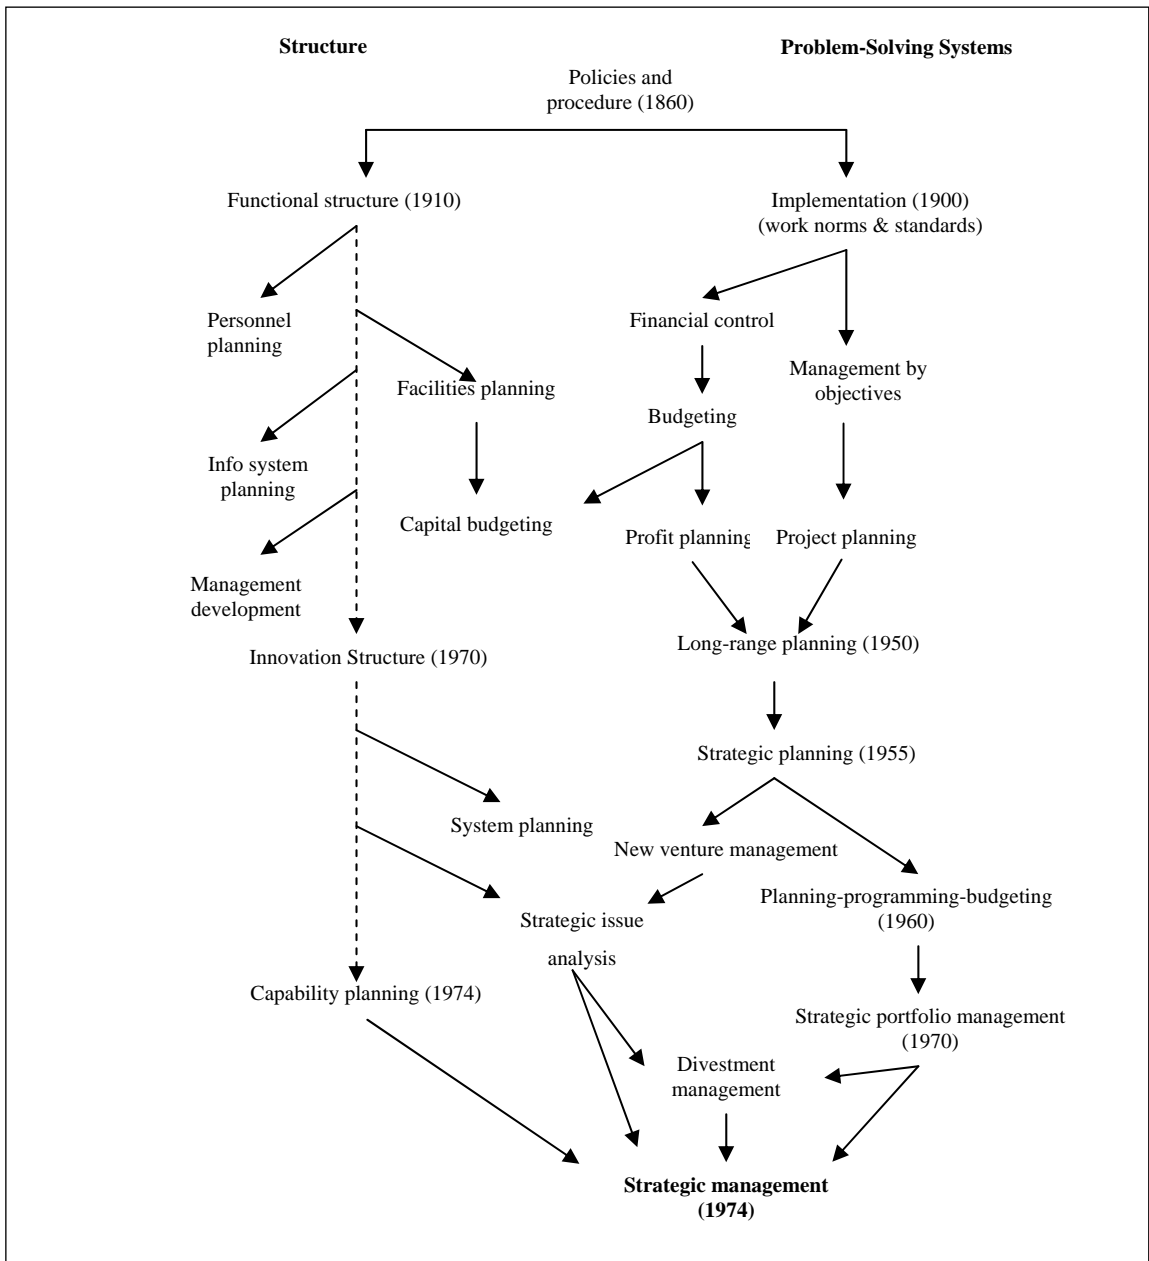 Structure
Problem-Solving Systems
Policies and
procedure (1860)
Functional structure (1910)
Implementation (1900)
(work norms & standards)
Personnel
planning
Financial control
Facilities planning
Management by
objectives
Budgeting
Info system
planning
Capital budgeting
Profit planning
Project planning
Management
development
Long-range planning (1950)
Innovation Structure (1970)
Strategic planning (1955)
System planning
New venture management
Planning-programming-budgeting
(1960)
Strategic issue
analysis
Capability planning (1974)
Strategic portfolio management
(1970)
Divestment
management
Strategic management
(1974)